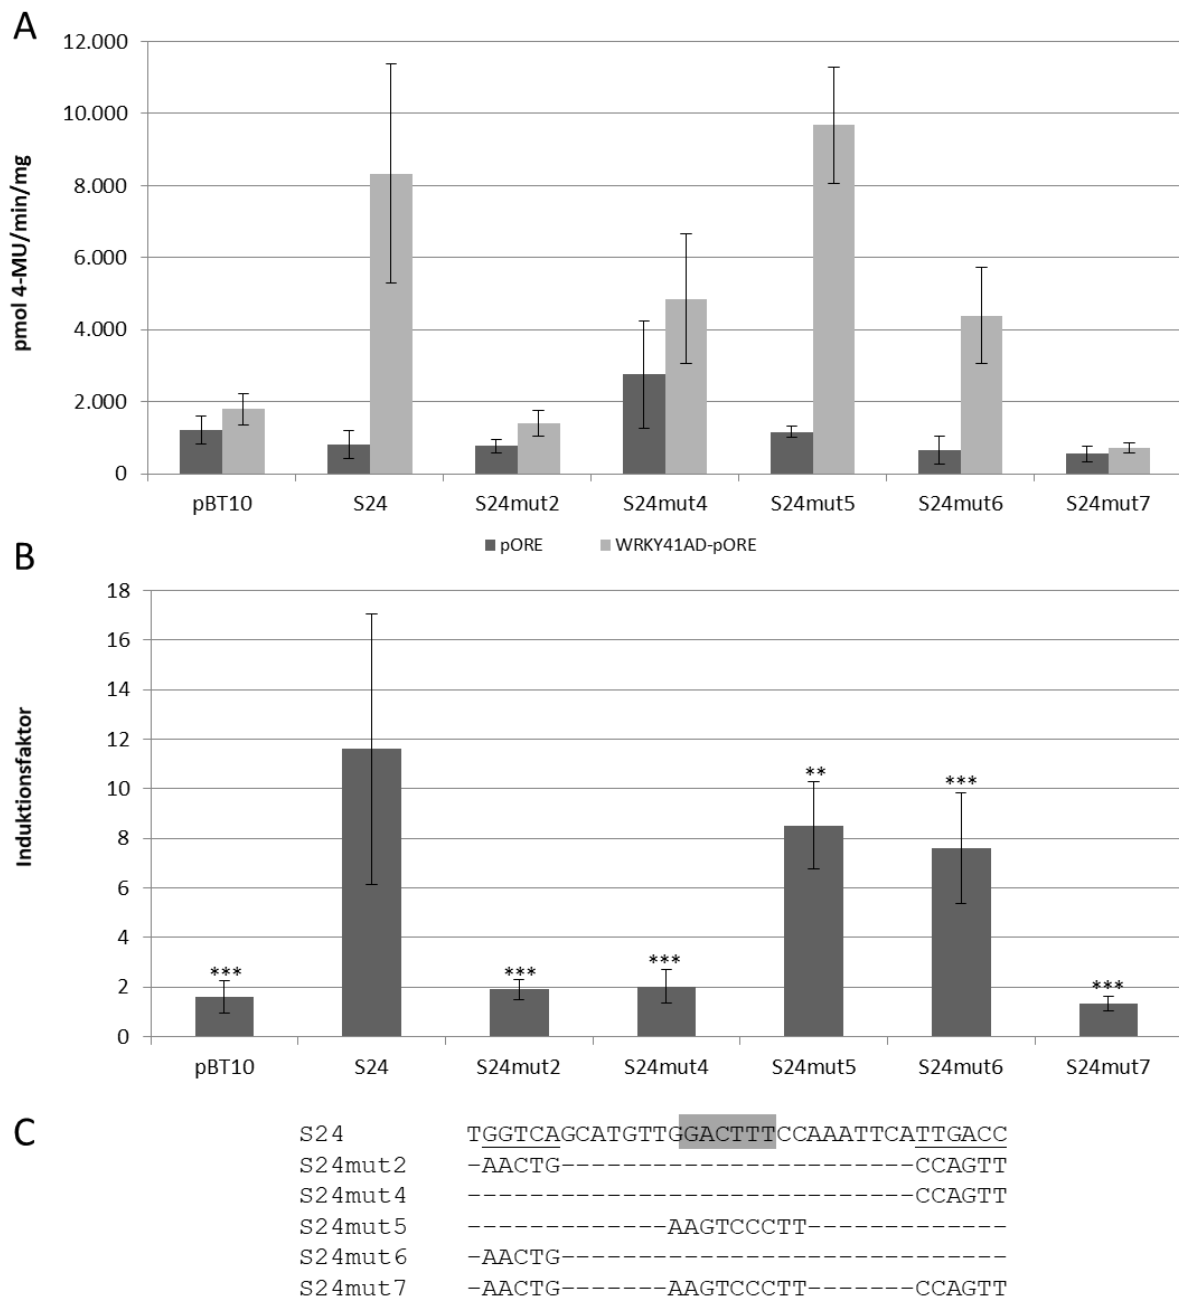 A
12.000
10.000
8.000
6.000
4.000
2.000
0
pmol 4-MU/min/mg
pBT10 S24 S24mut2 S24mut4 S24mut5 S24mut6 S24mut7
pORE WRKY41AD-pORE
B
18
16
14
12
10
8
6
4
2
0
Induktionsfaktor
*** *** *** ** *** ***
pBT10 S24 S24mut2 S24mut4 S24mut5 S24mut6 S24mut7
C
S24 TGGTCAGCATGTTGGACTTTCCAAATTCATTGACC
S24mut2 -AACTG-----------------------CCAGTT
S24mut4 -----------------------------CCAGTT
S24mut5 -------------AAGTCCCTT-------------
S24mut6 -AACTG-----------------------------
S24mut7 -AACTG-------AAGTCCCTT-------CCAGTT